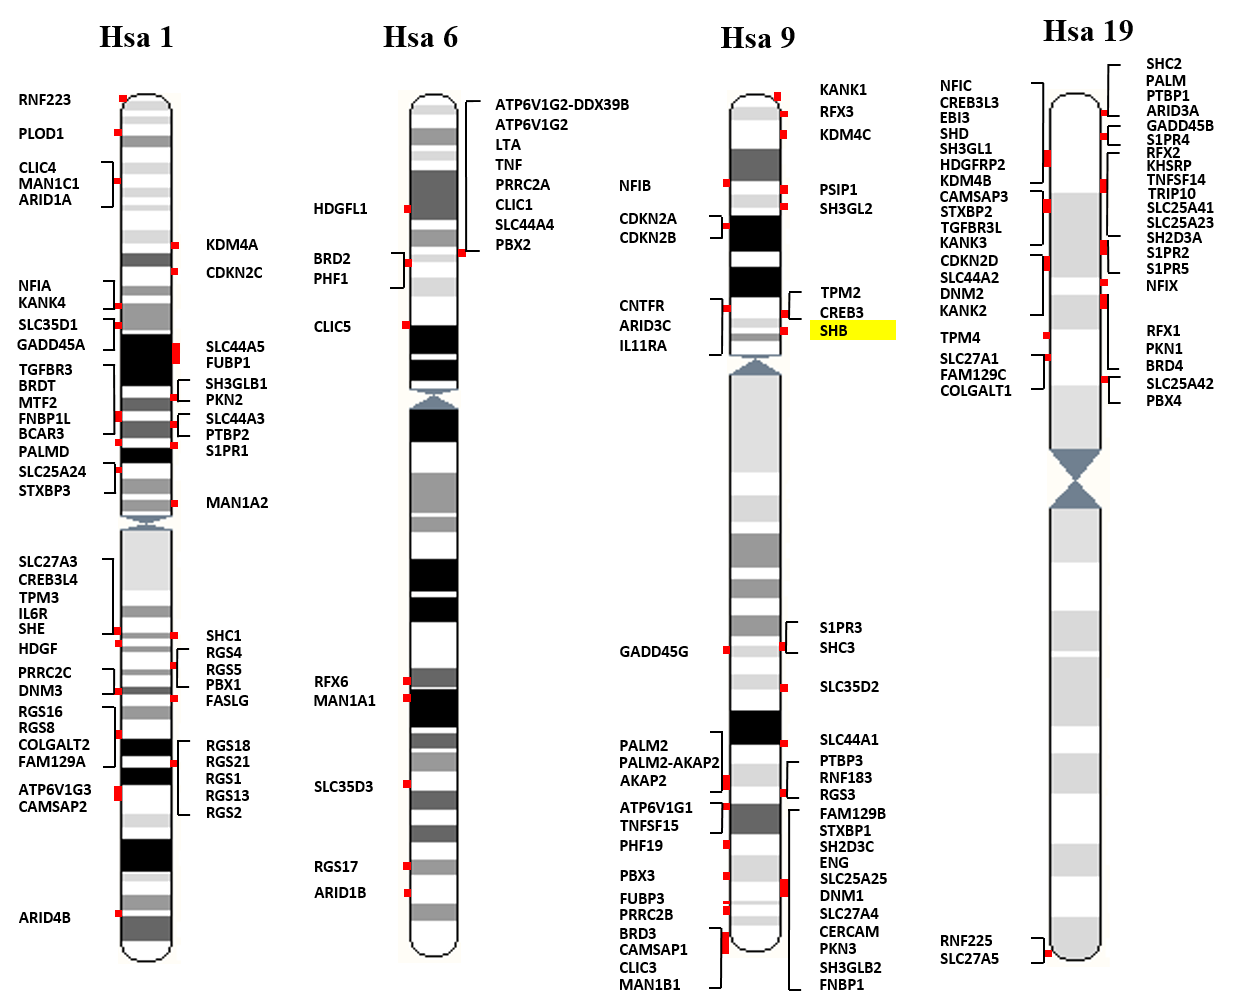 Hsa 1
RNF223
PLOD1
CLIC4
MAN1C1
ARID1A
NFIA
KANK4
SLC35D1
GADD45A
TGFBR3
BRDT
MTF2
FNBP1L
BCAR3
PALMD
SLC25A24
STXBP3
SLC27A3
CREB3L4
TPM3
IL6R
SHE
HDGF
PRRC2C
DNM3
RGS16
RGS8
COLGALT2
FAM129A
ATP6V1G3
CAMSAP2
ARID4B
KDM4A
CDKN2C
SLC44A5
FUBP1
SH3GLB1
PKN2
SLC44A3
PTBP2
S1PR1
MAN1A2
SHC1
RGS4
RGS5
PBX1
FASLG
RGS18
RGS21
RGS1
RGS13
RGS2
Hsa 6
HDGFL1
BRD2
PHF1
CLIC5
RFX6
MAN1A1
SLC35D3
RGS17
ARID1B
ATP6V1G2-DDX39B
ATP6V1G2
LTA
TNF
PRRC2A
CLIC1
SLC44A4
PBX2
Hsa 9
NFIB
CDKN2A
CDKN2B
CNTFR
ARID3C
IL11RA
GADD45G
PALM2
PALM2-AKAP2
AKAP2
ATP6V1G1
TNFSF15
PHF19
PBX3
FUBP3
PRRC2B
BRD3
CAMSAP1
CLIC3
MAN1B1
KANK1
RFX3
KDM4C
PSIP1
SH3GL2
TPM2
CREB3
SHB
S1PR3
SHC3
SLC35D2
SLC44A1
PTBP3
RNF183
RGS3
FAM129B
STXBP1
SH2D3C
ENG
SLC25A25
DNM1
SLC27A4
CERCAM
PKN3
SH3GLB2
FNBP1
Hsa 19
NFIC
CREB3L3
EBI3
SHD
SH3GL1
HDGFRP2
KDM4B
CAMSAP3
STXBP2
TGFBR3L
KANK3
CDKN2D
SLC44A2
DNM2
KANK2
TPM4
SLC27A1
FAM129C
COLGALT1
RNF225
SLC27A5
SHC2
PALM
PTBP1
ARID3A
GADD45B
S1PR4
RFX2
KHSRP
TNFSF14
TRIP10
SLC25A41
SLC25A23
SH2D3A
S1PR2
S1PR5
NFIX
RFX1
PKN1
BRD4
SLC25A42
PBX4